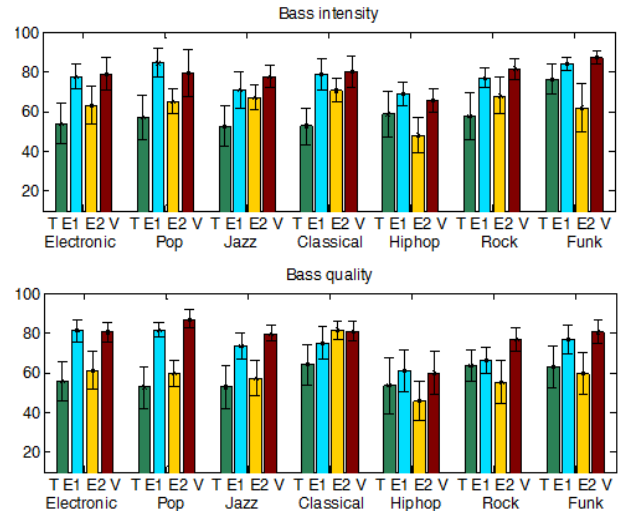 Bass intensity
100
80
60
40
20
T E1 E2 V T E1 E2 V T E1 E2 V T E1 E2 V T E1 E2 V T E1 E2 V T E1 E2 V
Electronic Pop Jazz Classical Hiphop Rock Funk
Bass quality
100
80
60
40
20
T E1 E2 V T E1 E2 V T E1 E2 V T E1 E2 V T E1 E2 V T E1 E2 V T E1 E2 V
Electronic Pop Jazz Classical Hiphop Rock Funk